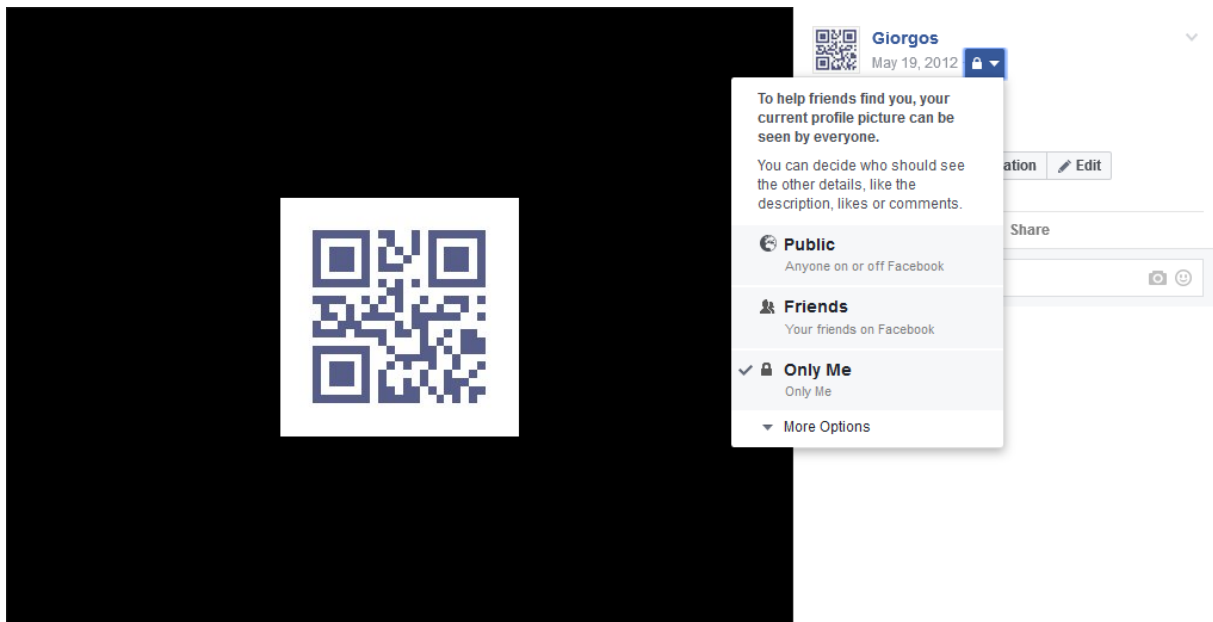 Giorgos
May 19, 2012
To help friends find you, your
current profile picture can be
seen by everyone.
You can decide who should see
the other details, like the
description, likes or comments.
Edit
Public
Anyone on or off Facebook
Share
Friends
Your friends on Facebook
Only Me
Only Me
More Options